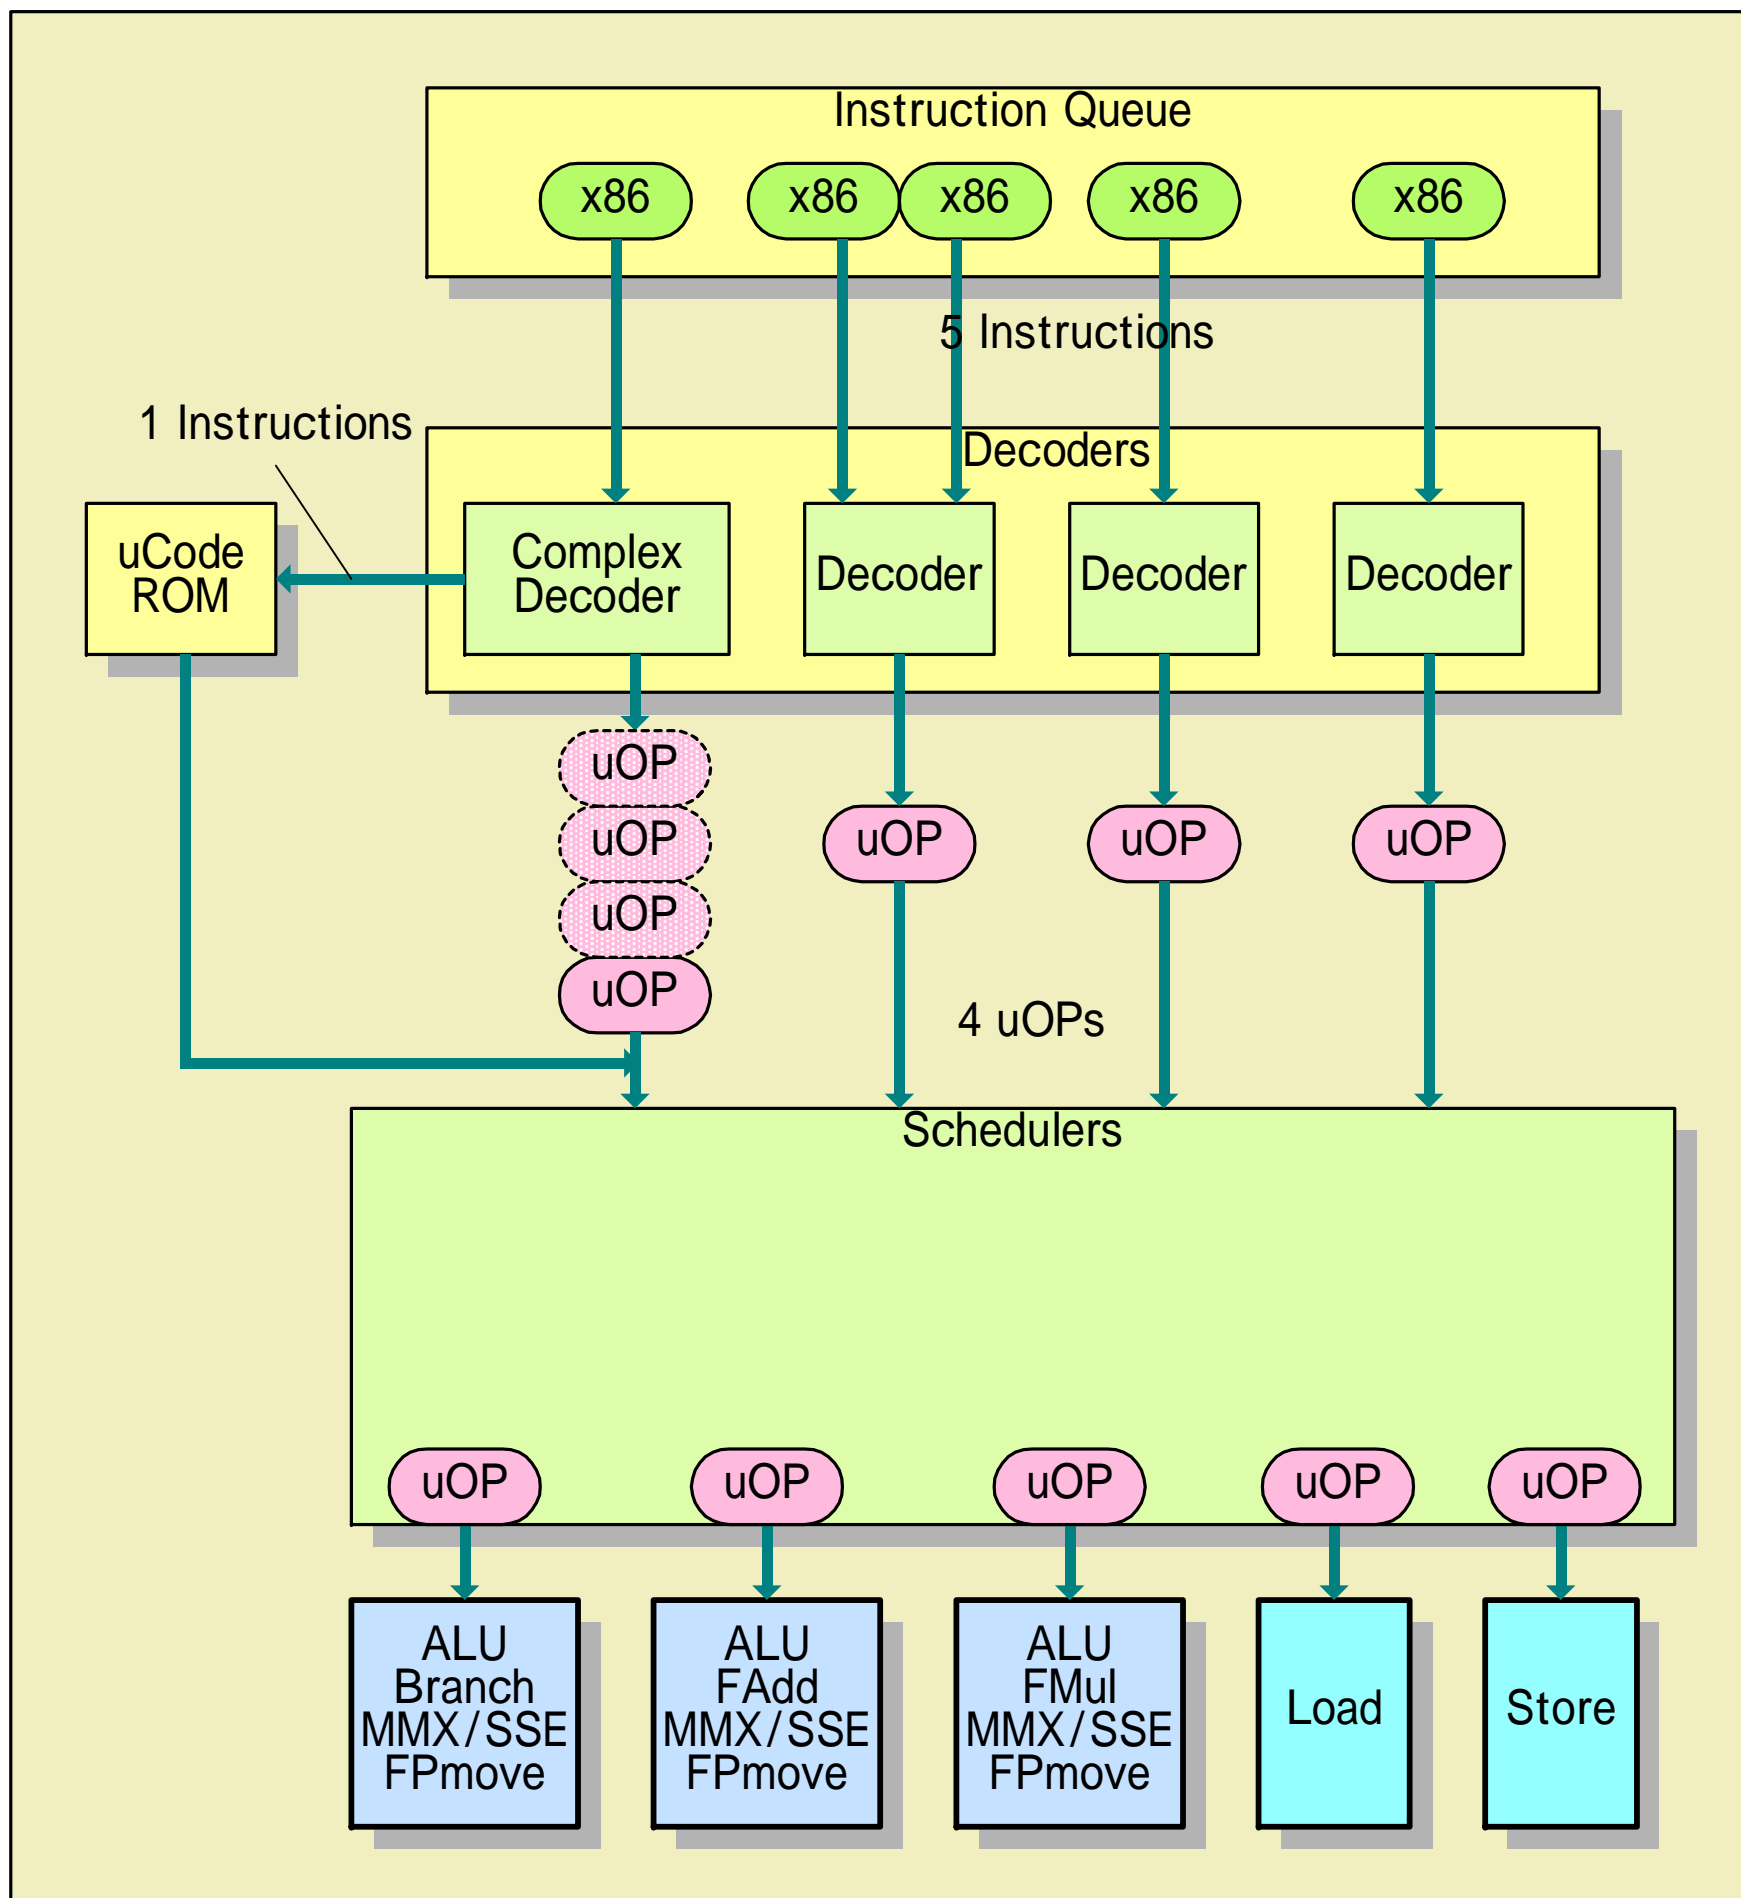 Instruction Queue
x86 x86 x86 x86 x86
5 Instructions
1 Instructions
Decoders
uCode
ROM
Complex
Decoder
Decoder
Decoder
Decoder
uOP
uOP
uOP
uOP
uOP
uOP
uOP
4 uOPs
Schedulers
uOP uOP uOP uOP uOP
ALU
Branch
MMX/SSE
FPmove
ALU
FAdd
MMX/SSE
FPmove
ALU
FMul
MMX/SSE
FPmove
Load
Store